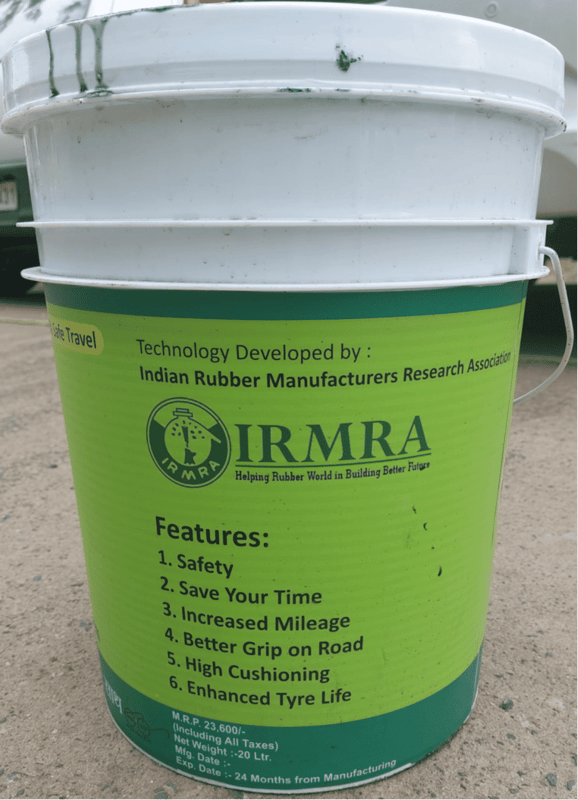 Safe Travel
Technology Developed by :
Indian Rubber Manufacturers Research Association
IRMRA
IRMRA
Helping Rubber World in Building Better Future
Features:
1. Safety
2. Save Your Time
3. Increased Mileage
4. Better Grip on Road
5. High Cushioning
6. Enhanced Tyre Life
M.R.P. 23,600/-
(Including All Taxes)
Net Weight :-20 Ltr.
Mfg. Date :-
Exp. Date :- 24 Months from Manufacturing